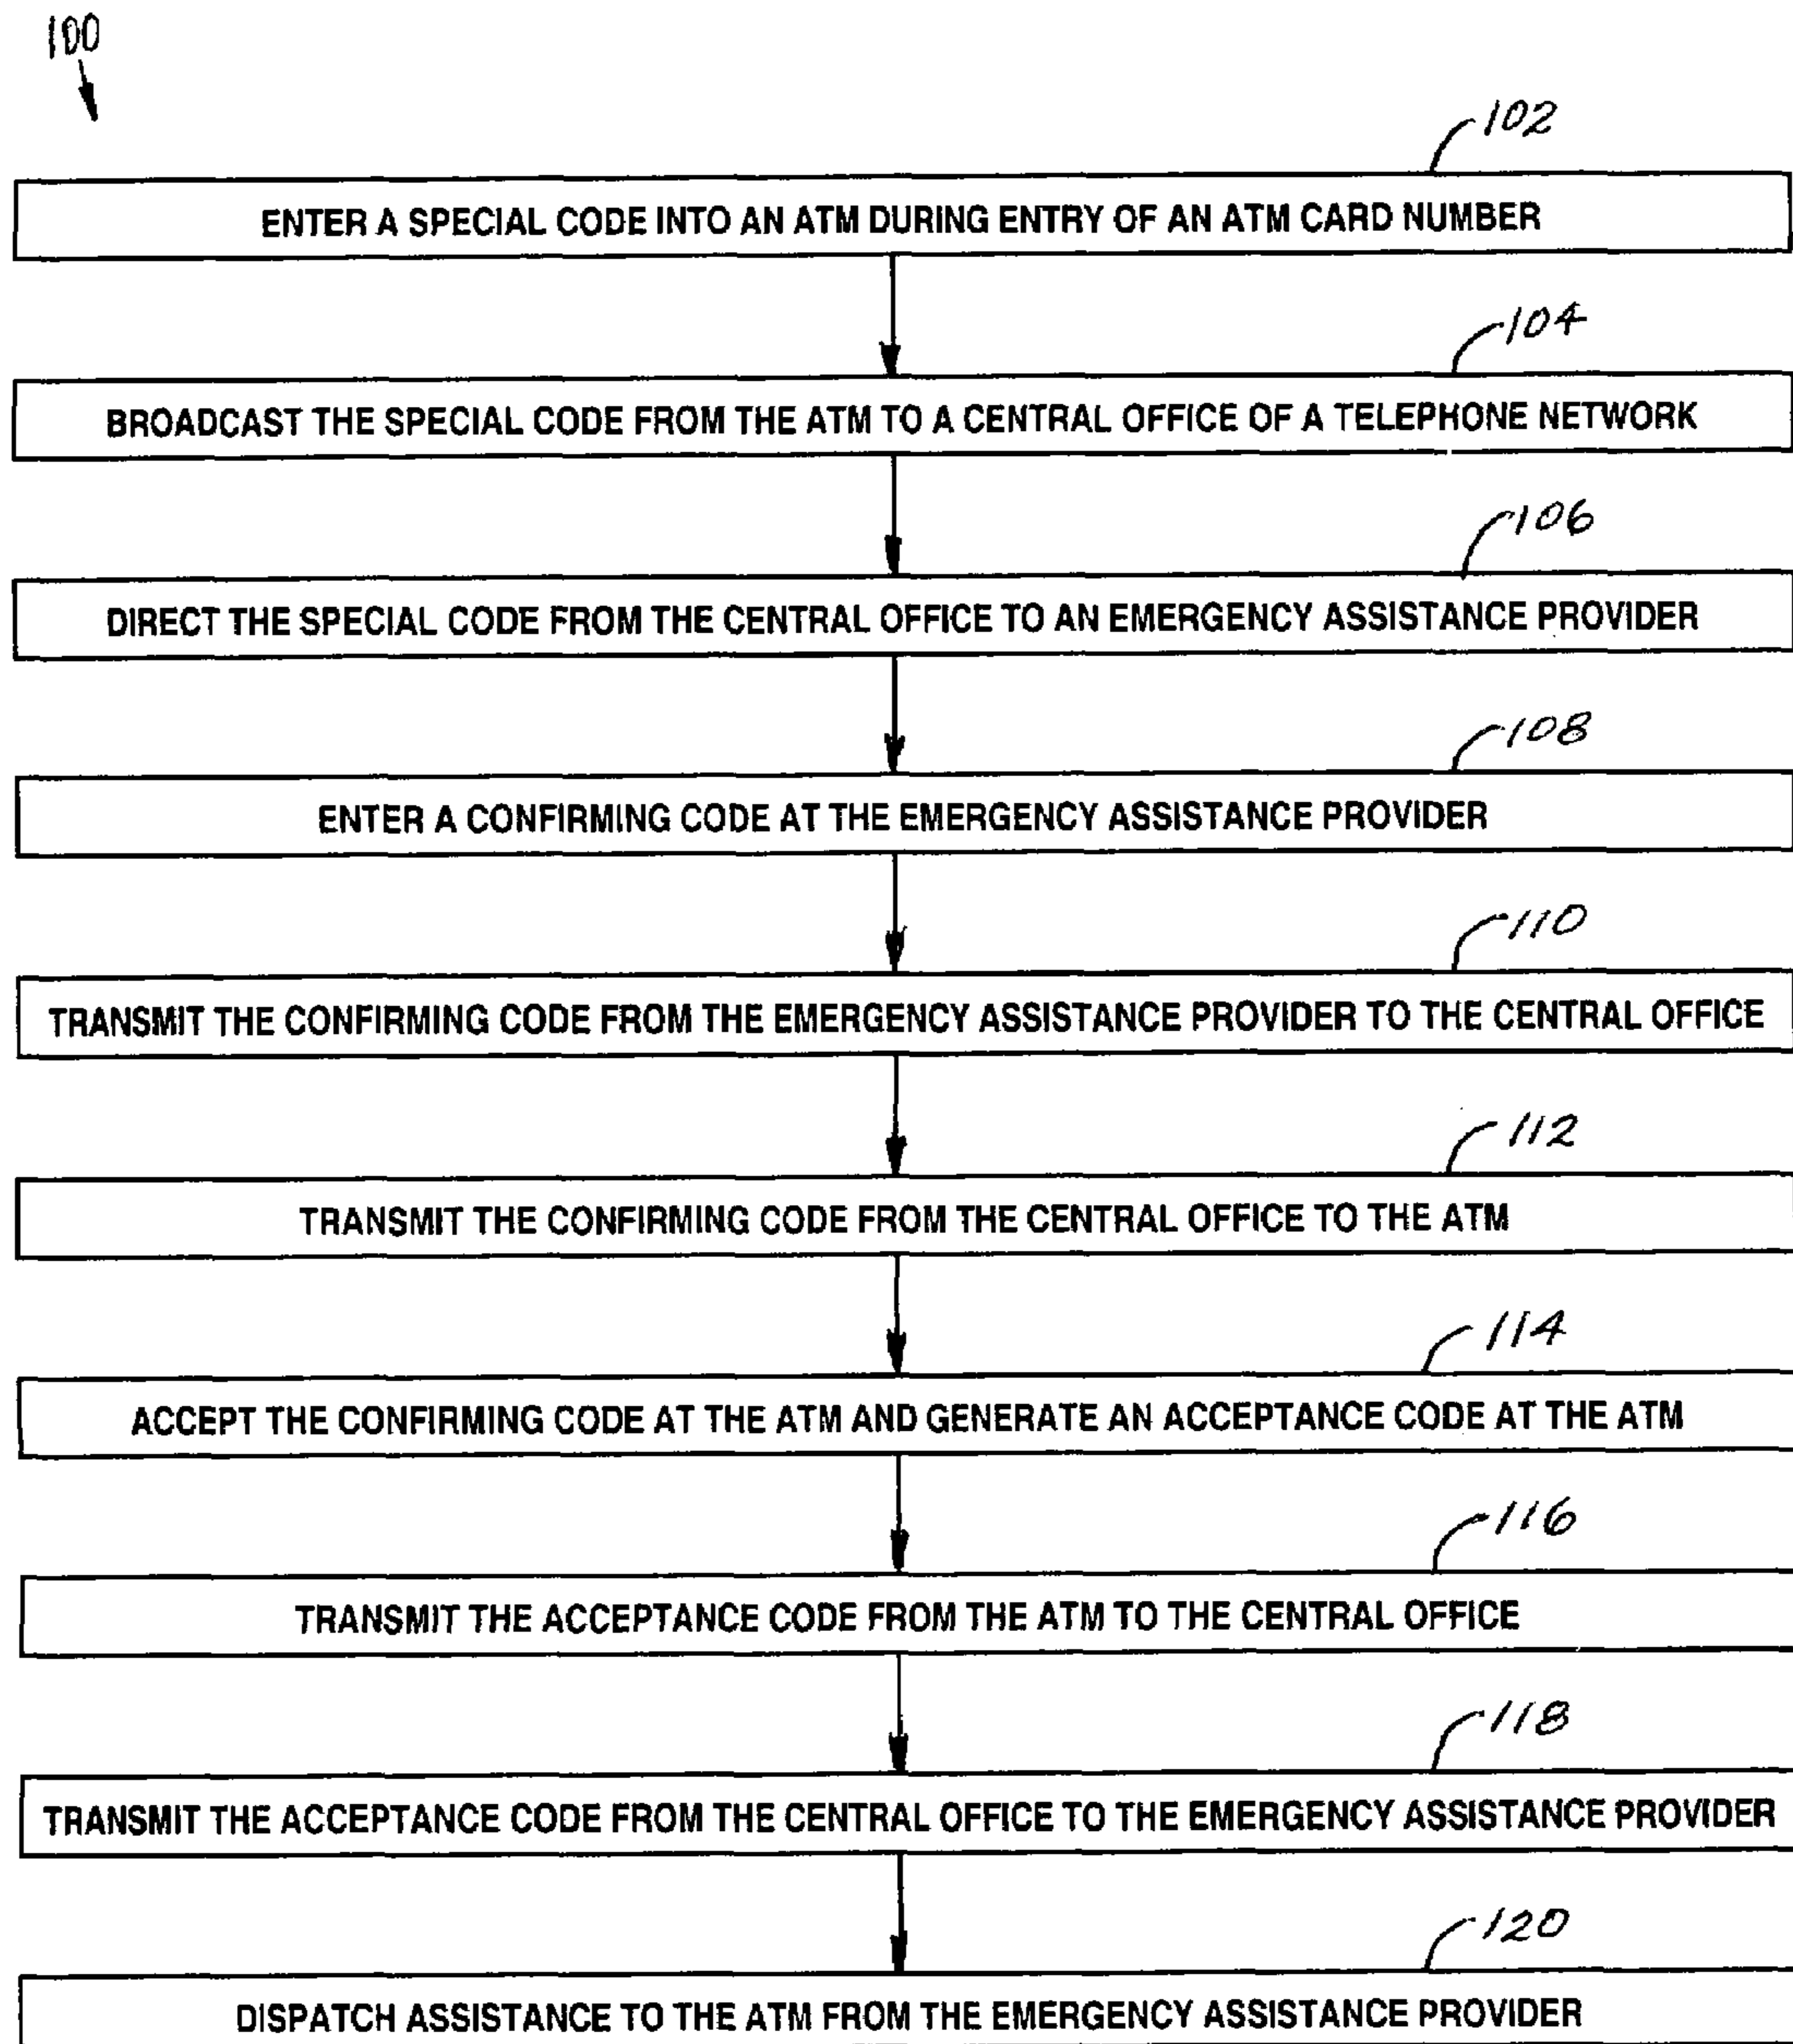 100
102
ENTER A SPECIAL CODE INTO AN ATM DURING ENTRY OF AN ATM CARD NUMBER
104
BROADCAST THE SPECIAL CODE FROM THE ATM TO A CENTRAL OFFICE OF A TELEPHONE NETWORK
106
DIRECT THE SPECIAL CODE FROM THE CENTRAL OFFICE TO AN EMERGENCY ASSISTANCE PROVIDER
108
ENTER A CONFIRMING CODE AT THE EMERGENCY ASSISTANCE PROVIDER
110
TRANSMIT THE CONFIRMING CODE FROM THE EMERGENCY ASSISTANCE PROVIDER TO THE CENTRAL OFFICE
112
TRANSMIT THE CONFIRMING CODE FROM THE CENTRAL OFFICE TO THE ATM
114
ACCEPT THE CONFIRMING CODE AT THE ATM AND GENERATE AN ACCEPTANCE CODE AT THE ATM
116
TRANSMIT THE ACCEPTANCE CODE FROM THE ATM TO THE CENTRAL OFFICE
118
TRANSMIT THE ACCEPTANCE CODE FROM THE CENTRAL OFFICE TO THE EMERGENCY ASSISTANCE PROVIDER
120
DISPATCH ASSISTANCE TO THE ATM FROM THE EMERGENCY ASSISTANCE PROVIDER